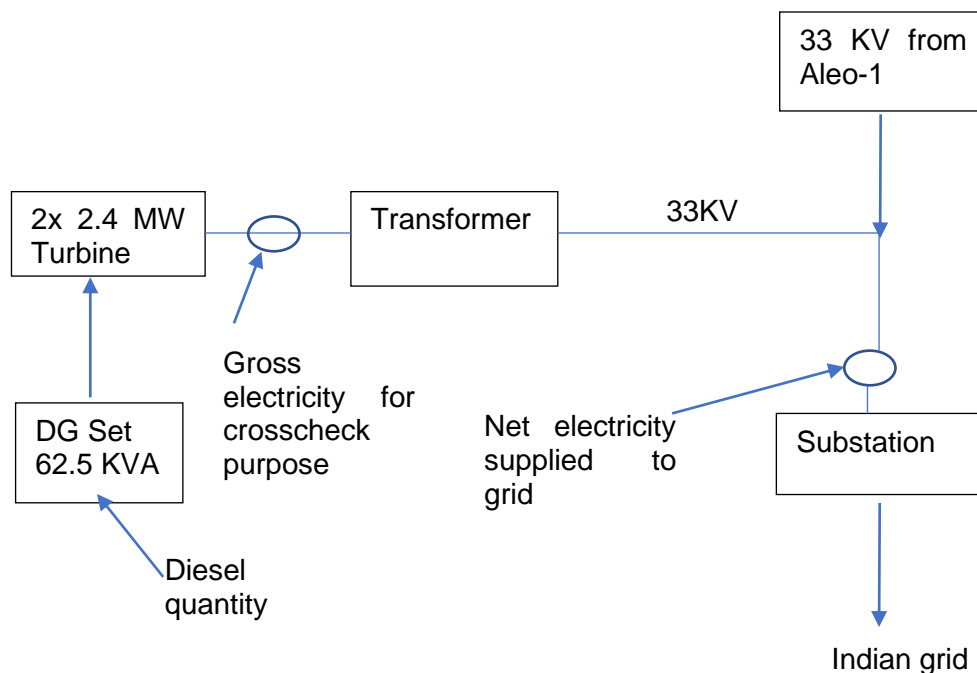 33 KV from
Aleo-1
2x 2.4 MW
Turbine
Transformer
33KV
Gross
electricity for
crosscheck
purpose
DG Set
62.5 KVA
Net electricity
supplied to
grid
Substation
Diesel
quantity
Indian grid